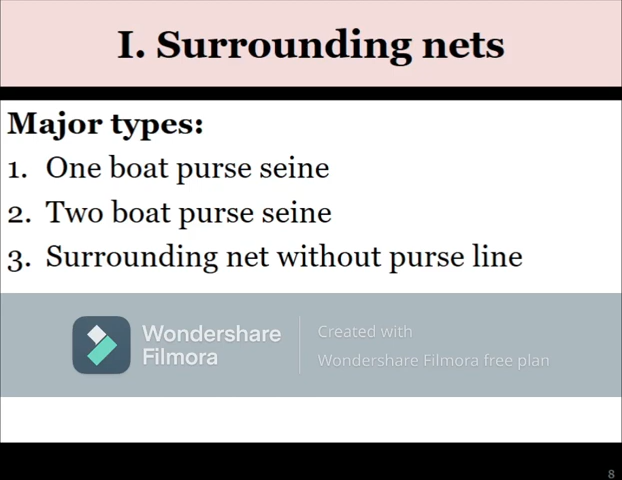 I. Surrounding nets
Major types:
1. One boat purse seine
2. Two boat purse seine
3. Surrounding net without purse line
Wondershare
Filmora
Created with
Wondershare Filmora free plan
8